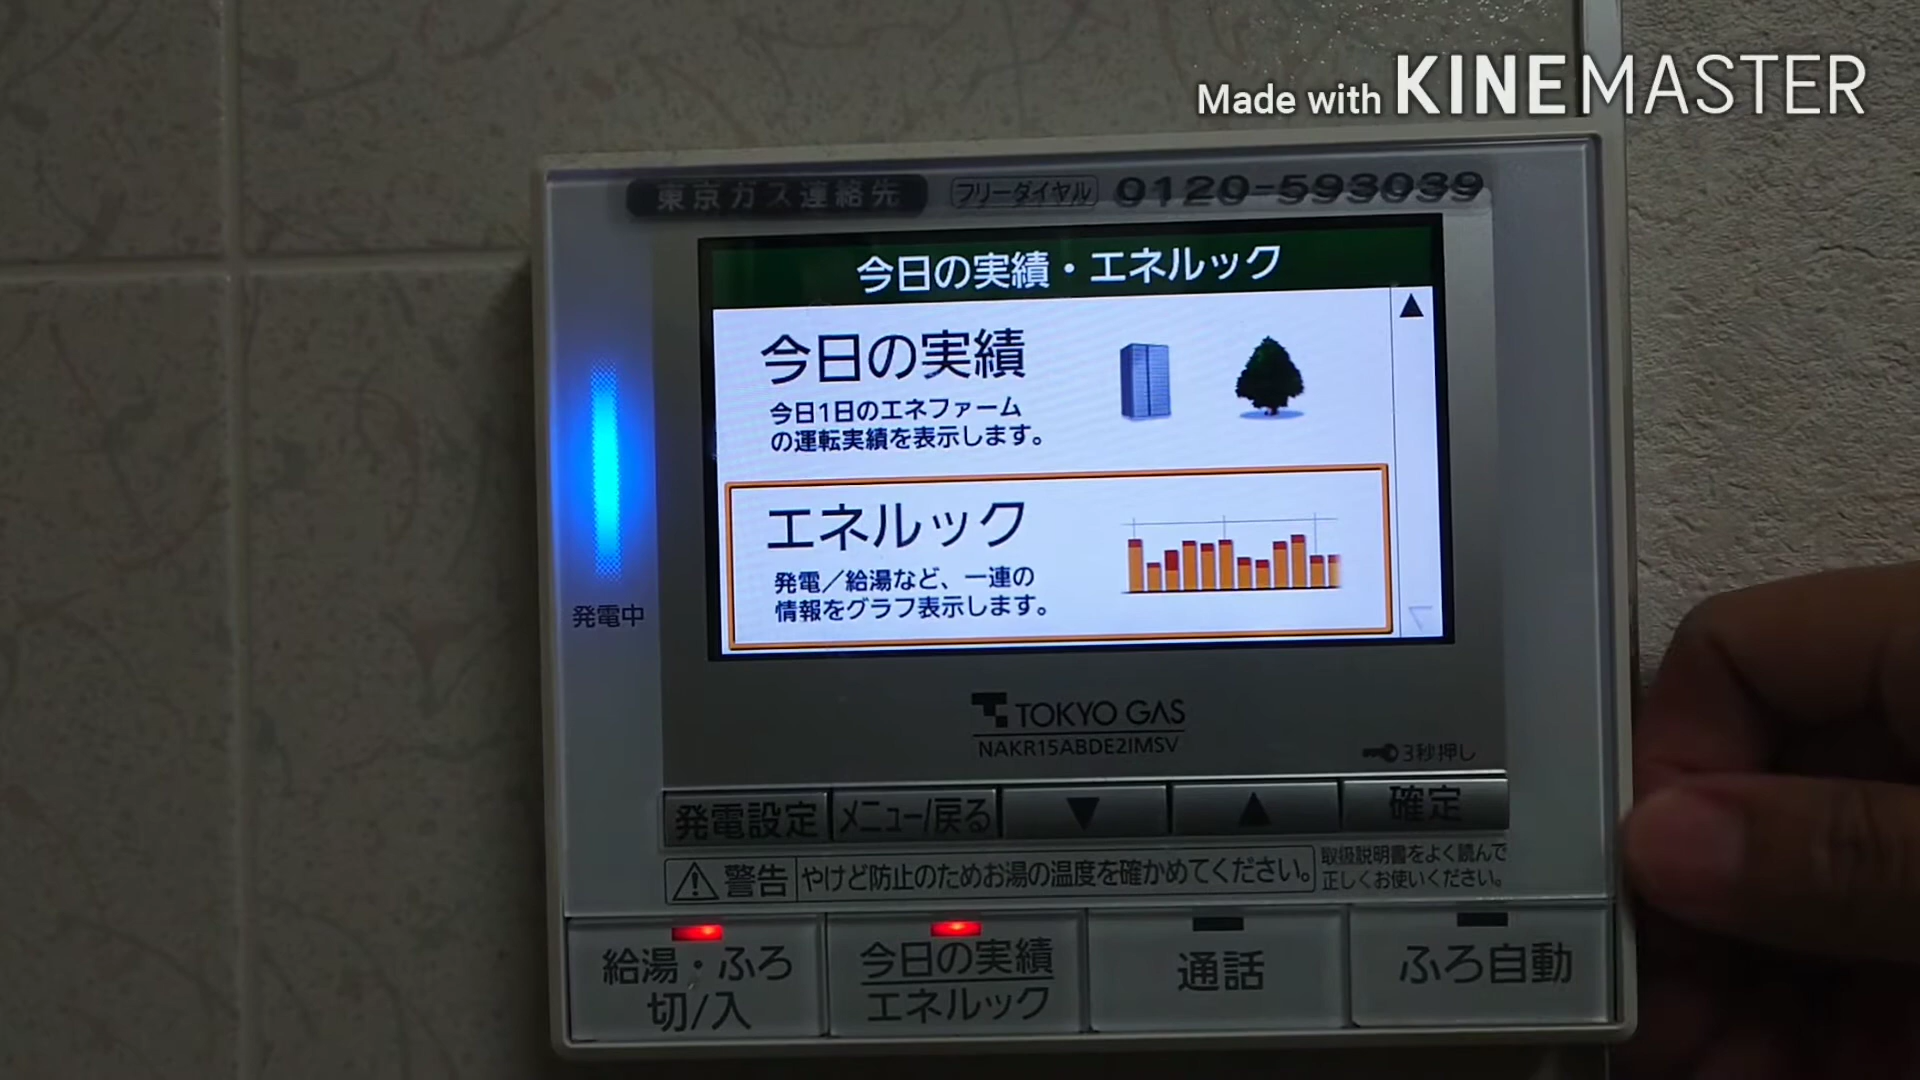 Made with KINEMASTER
東京ガス連絡先 フリーダイヤル 0120-593039
今日の実績・エネルック
今日の実績
今日1日のエネファーム
の運転実績を表示します。
エネルック
発電／給湯など、一連の
情報をグラフ表示します。
発電中
TOKYO GAS
NAKR15ABDE2IMSV
3秒押し
発電設定 メニュー/戻る ▼ ▲ 確定
警告 やけど防止のためお湯の温度を確かめてください。
取扱説明書をよく読んで
正しくお使いください。
給湯・ふろ
切/入
今日の実績
エネルック
通話
ふろ自動